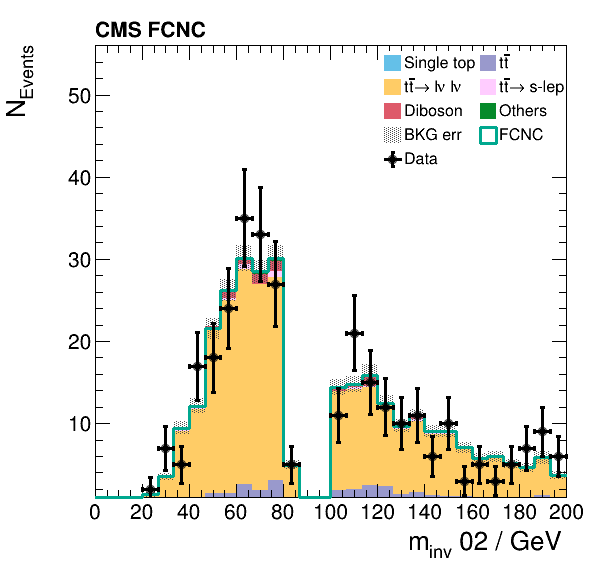 CMS FCNC
N_Events
Single top
tt̅
tt̅→ lν lν
tt̅→ s-lep
Diboson
Others
BKG err
FCNC
Data
50
40
30
20
10
0 20 40 60 80 100 120 140 160 180 200
m_inv 02 / GeV